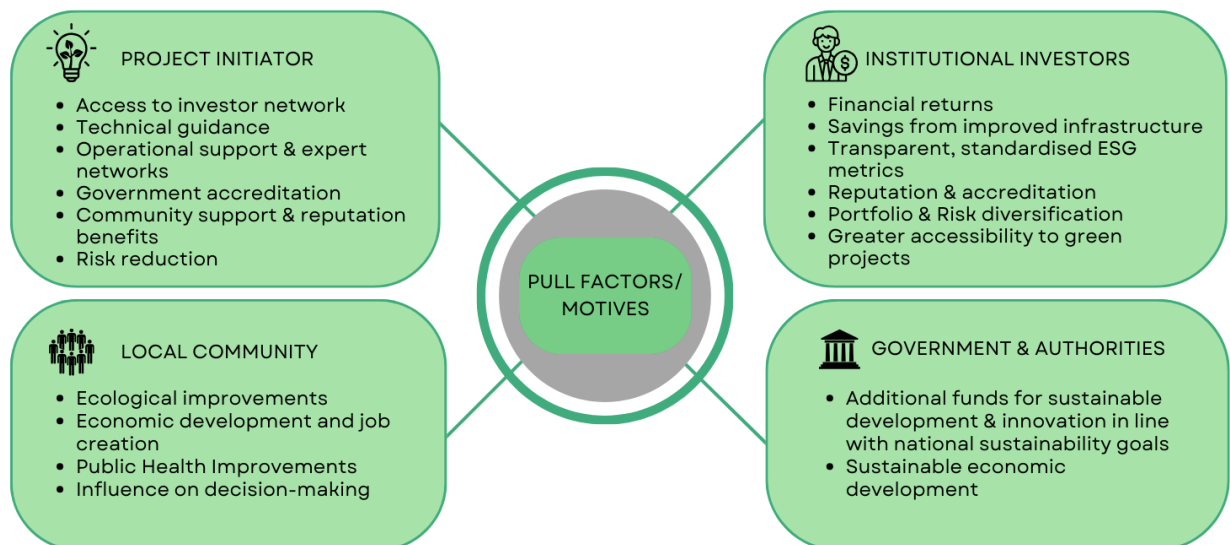 PROJECT INITIATOR
• Access to investor network
• Technical guidance
• Operational support & expert
networks
• Government accreditation
• Community support & reputation
benefits
• Risk reduction
INSTITUTIONAL INVESTORS
• Financial returns
• Savings from improved infrastructure
• Transparent, standardised ESG
metrics
• Reputation & accreditation
• Portfolio & Risk diversification
• Greater accessibility to green
projects
PULL FACTORS/
MOTIVES
LOCAL COMMUNITY
• Ecological improvements
• Economic development and job
creation
• Public Health Improvements
• Influence on decision-making
GOVERNMENT & AUTHORITIES
• Additional funds for sustainable
development & innovation in line
with national sustainability goals
• Sustainable economic
development